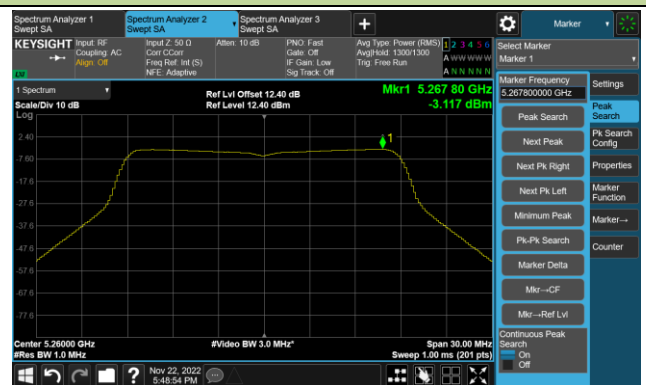 Spectrum Analyzer 1
Swept SA
Spectrum Analyzer 2
Swept SA
Spectrum Analyzer 3
Swept SA
Marker
KEYSIGHT
Input: RF
Coupling: AC
Align: Off
Input Z: 50 Ω
Corr CCorr
Freq Ref: Int (S)
NFE: Adaptive
Atten: 10 dB
PNO: Fast
Gate: Off
IF Gain: Low
Sig Track: Off
Avg Type: Power (RMS)
Avg|Hold: 1300/1300
Trig: Free Run
1 2 3 4 5 6
A W W W W W
A N N N N N
LXI
Select Marker
Marker 1
1 Spectrum
Scale/Div 10 dB
Log
Ref Lvl Offset 12.40 dB
Ref Level 12.40 dBm
Mkr1 5.267 80 GHz
-3.117 dBm
1
2.40
-7.60
-17.6
-27.6
-37.6
-47.6
-57.6
-67.6
-77.6
Center 5.26000 GHz
#Res BW 1.0 MHz
#Video BW 3.0 MHz*
Span 30.00 MHz
Sweep 1.00 ms (201 pts)
Marker Frequency
5.267800000 GHz
Peak Search
Next Peak
Next Pk Right
Next Pk Left
Minimum Peak
Pk-Pk Search
Marker Delta
Mkr→CF
Mkr→Ref Lvl
Continuous Peak
Search
On
Off
Settings
Peak
Search
Pk Search
Config
Properties
Marker
Function
Marker→
Counter
?
Nov 22, 2022
5:48:54 PM